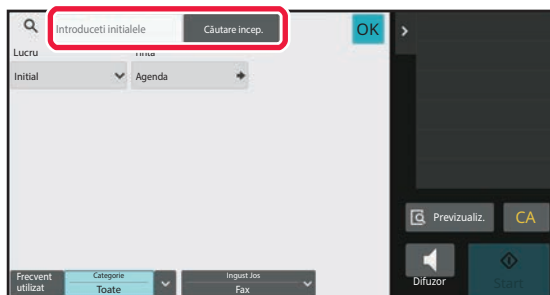 Introduceti initialele
Căutare incep.
OK
Lucru
Tinta
Initial
Agenda
Previzualiz.
CA
Frecvent utilizat
Categorie
Toate
Ingust Jos
Fax
Difuzor
Start